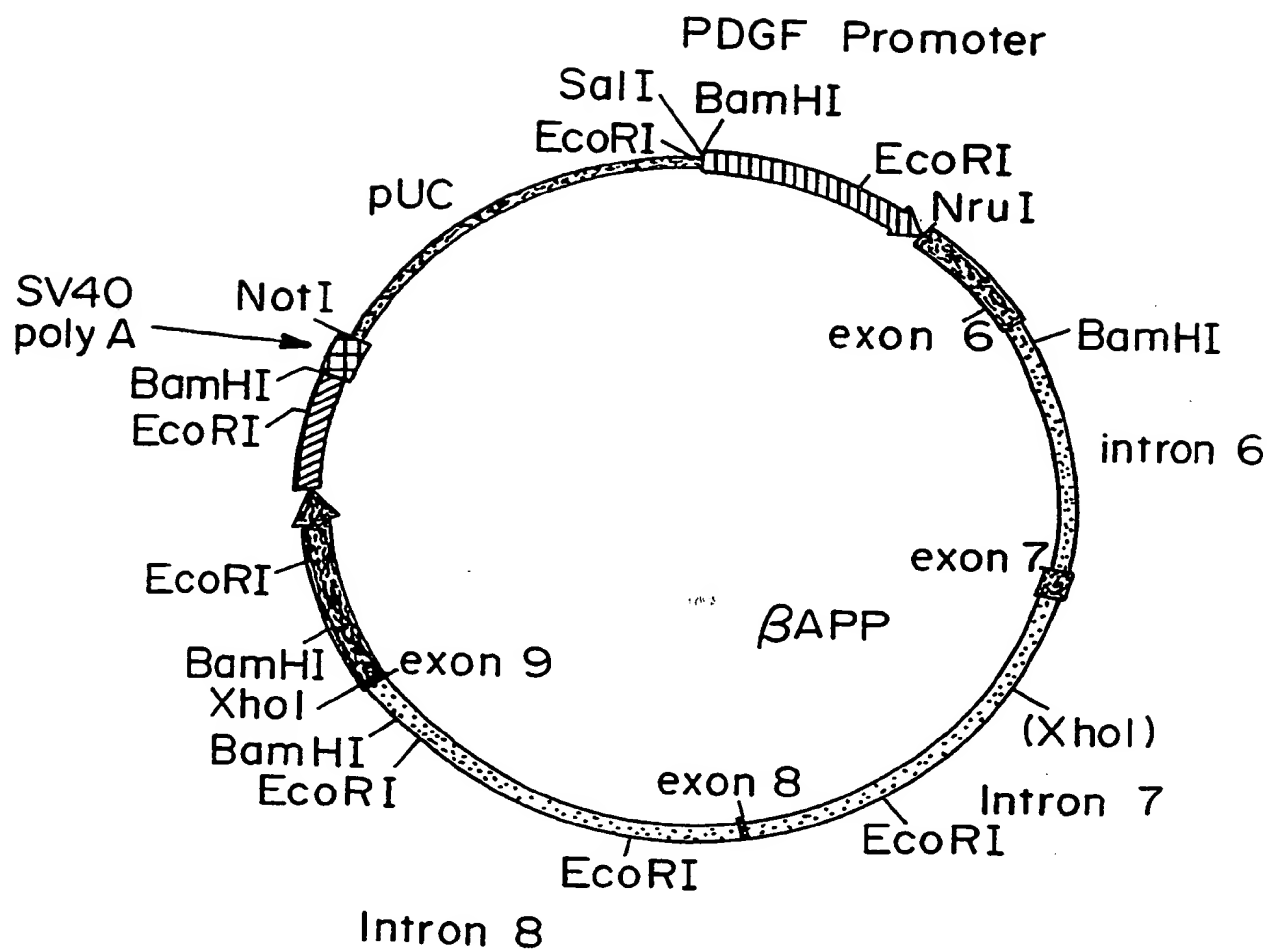 PDGF Promoter
SalI
BamHI
EcoRI
EcoRI
pUC
NruI
SV40
poly A
NotI
exon 6
BamHI
BamHI
EcoRI
intron 6
exon 7
EcoRI
βAPP
BamHI
exon 9
XhoI
(XhoI)
BamHI
EcoRI
exon 8
Intron 7
EcoRI
EcoRI
Intron 8